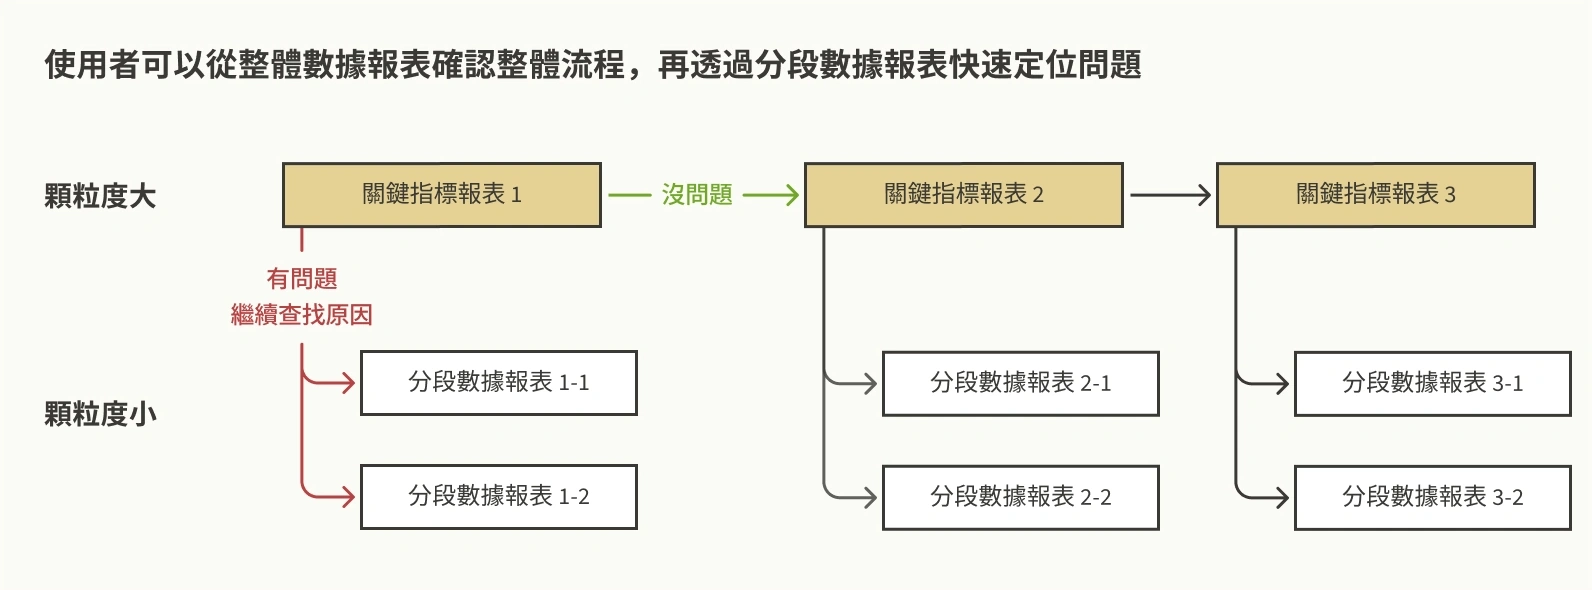 使用者可以從整體數據報表確認整體流程，再透過分段數據報表快速定位問題
顆粒度大
關鍵指標報表 1
沒問題
關鍵指標報表 2
關鍵指標報表 3
有問題
繼續查找原因
顆粒度小
分段數據報表 1-1
分段數據報表 2-1
分段數據報表 3-1
分段數據報表 1-2
分段數據報表 2-2
分段數據報表 3-2